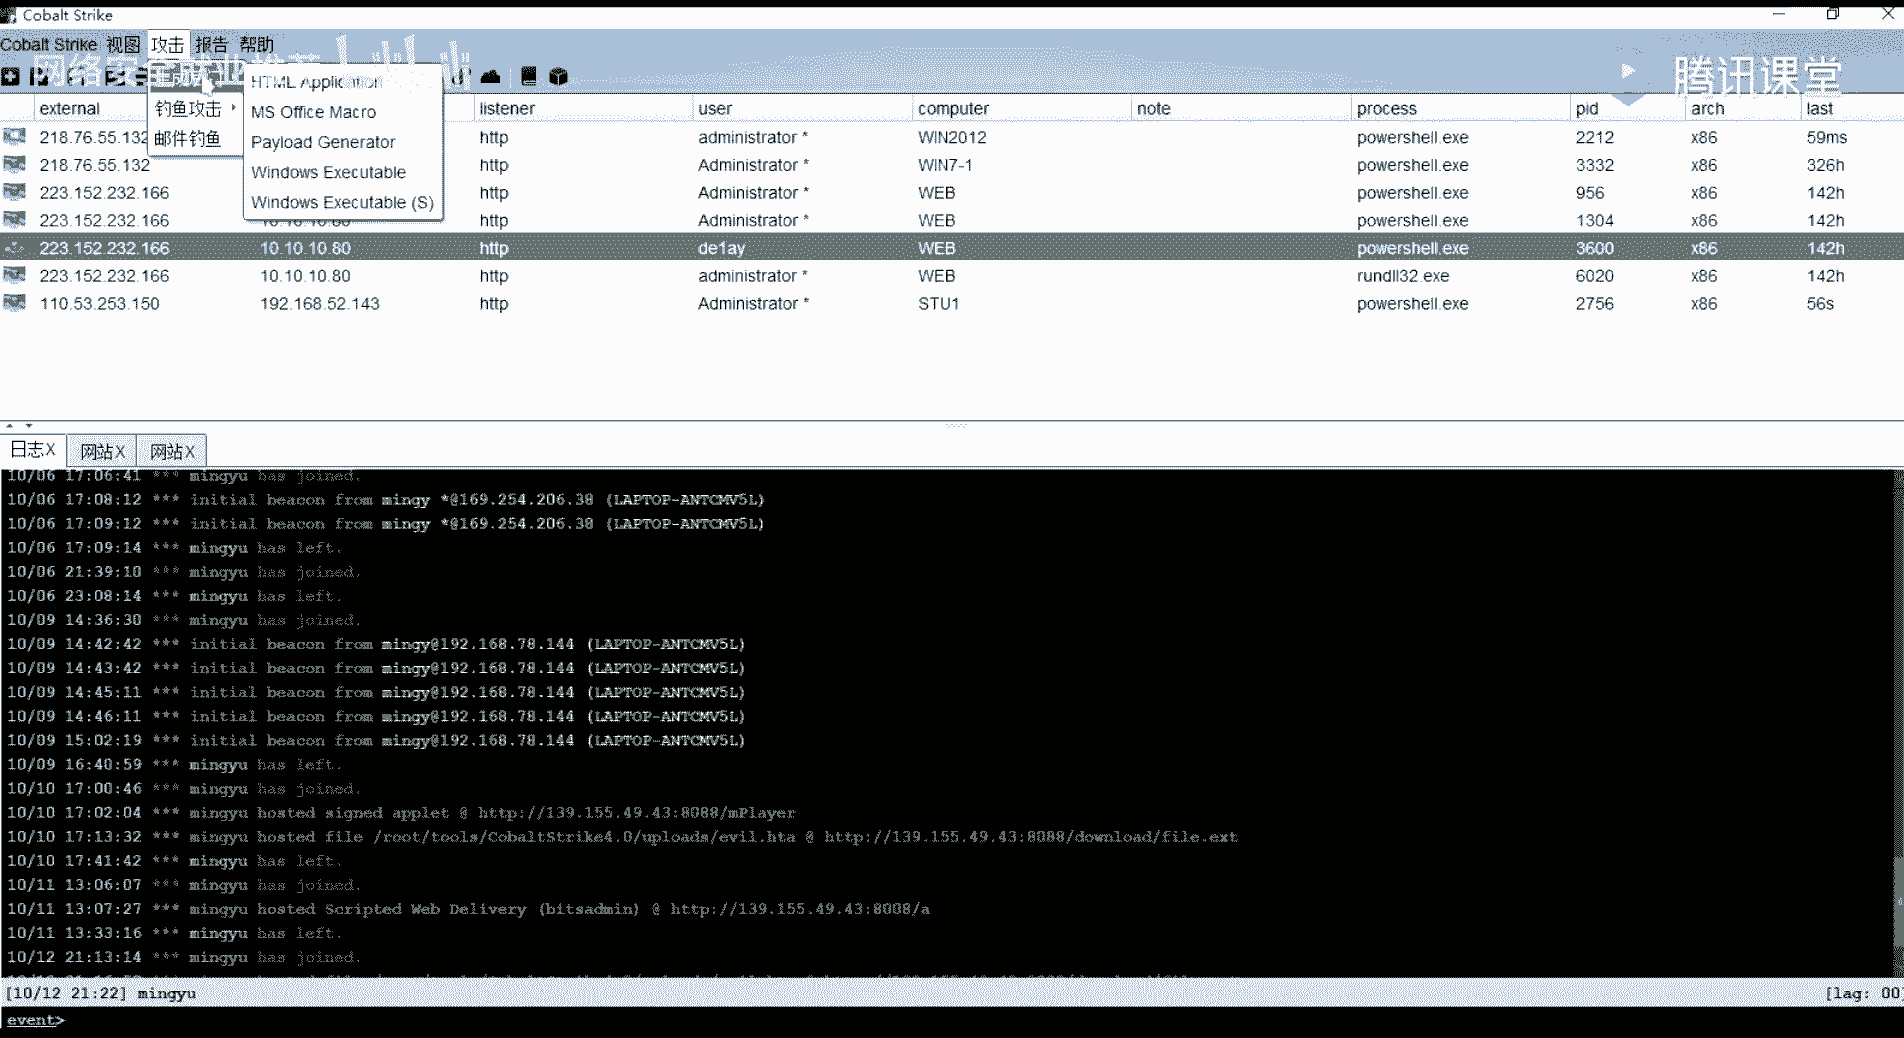 Cobalt Strike
Cobalt Strike 视图 攻击 报告 帮助
网络安全就业推荐
腾讯课堂
HTML Application
钓鱼攻击
MS Office Macro
邮件钓鱼
Payload Generator
Windows Executable
Windows Executable (S)
external listener user computer note process pid arch last
218.76.55.132 http administrator * WIN2012 powershell.exe 2212 x86 59ms
218.76.55.132 http Administrator * WIN7-1 powershell.exe 3332 x86 326h
223.152.232.166 http Administrator * WEB powershell.exe 956 x86 142h
223.152.232.166 10.10.10.80 http Administrator * WEB powershell.exe 1304 x86 142h
223.152.232.166 10.10.10.80 http de1ay WEB powershell.exe 3600 x86 142h
223.152.232.166 10.10.10.80 http administrator * WEB rundll32.exe 6020 x86 142h
110.53.253.150 192.168.52.143 http Administrator * STU1 powershell.exe 2756 x86 56s
日志X 网站X 网站X
10/06 17:06:41 *** mingyu has joined.
10/06 17:08:12 *** initial beacon from mingy *@169.254.206.38 (LAPTOP-ANTCMV5L)
10/06 17:09:12 *** initial beacon from mingy *@169.254.206.38 (LAPTOP-ANTCMV5L)
10/06 17:09:14 *** mingyu has left.
10/06 21:39:10 *** mingyu has joined.
10/06 23:08:14 *** mingyu has left.
10/09 14:36:30 *** mingyu has joined.
10/09 14:42:42 *** initial beacon from mingy@192.168.78.144 (LAPTOP-ANTCMV5L)
10/09 14:43:42 *** initial beacon from mingy@192.168.78.144 (LAPTOP-ANTCMV5L)
10/09 14:45:11 *** initial beacon from mingy@192.168.78.144 (LAPTOP-ANTCMV5L)
10/09 14:46:11 *** initial beacon from mingy@192.168.78.144 (LAPTOP-ANTCMV5L)
10/09 15:02:19 *** initial beacon from mingy@192.168.78.144 (LAPTOP-ANTCMV5L)
10/09 16:40:59 *** mingyu has left.
10/10 17:00:46 *** mingyu has joined.
10/10 17:02:04 *** mingyu hosted signed applet @ http://139.155.49.43:8088/mPlayer
10/10 17:13:32 *** mingyu hosted file /root/tools/CobaltStrike4.0/uploads/evil.hta @ http://139.155.49.43:8088/download/file.ext
10/10 17:41:42 *** mingyu has left.
10/11 13:06:07 *** mingyu has joined.
10/11 13:07:27 *** mingyu hosted Scripted Web Delivery (bitsadmin) @ http://139.155.49.43:8008/a
10/11 13:33:16 *** mingyu has left.
10/12 21:13:14 *** mingyu has joined.
[10/12 21:22] mingyu [lag: 00
event>